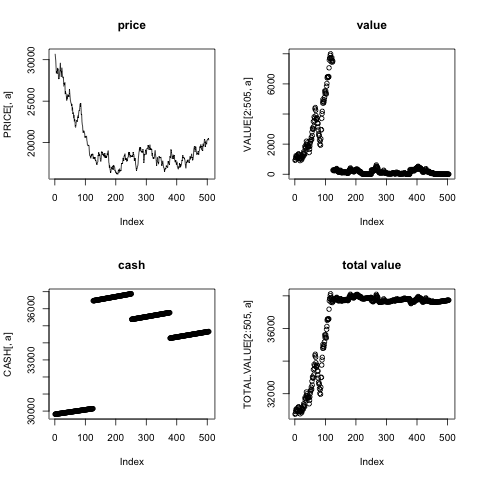 price
PRICE[, a]
30000
25000
20000
0 100 200 300 400 500
Index
value
VALUE[2:505, a]
6000
2000
0
0 100 200 300 400 500
Index
cash
CASH[, a]
36000
33000
30000
0 100 200 300 400 500
Index
total value
TOTAL.VALUE[2:505, a]
36000
32000
0 100 200 300 400 500
Index